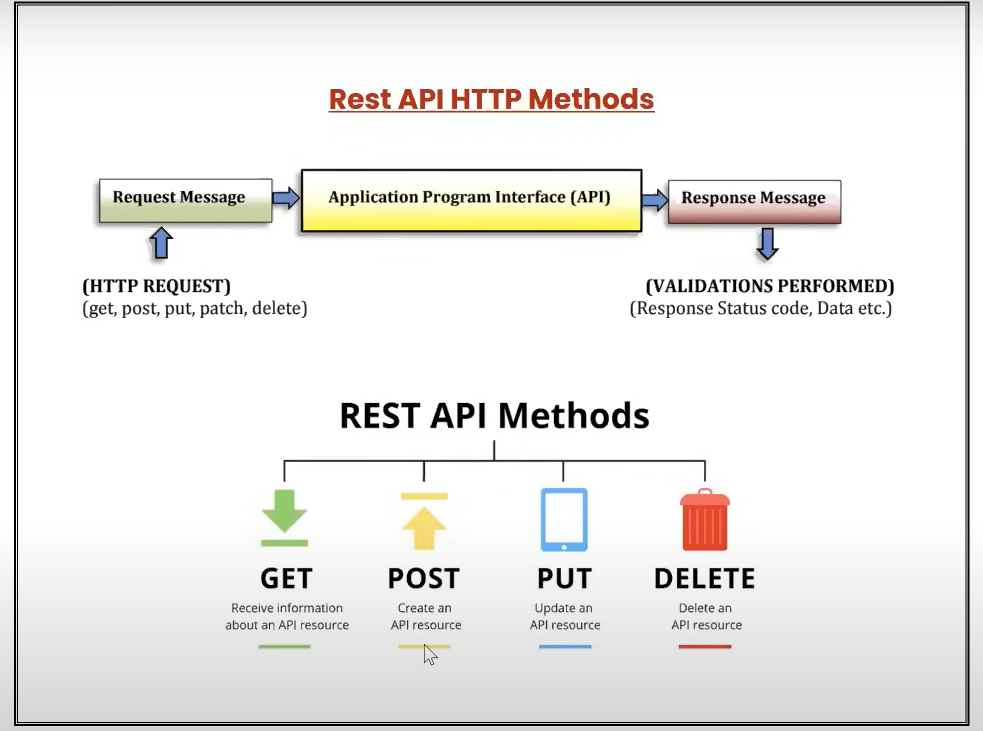 Rest API HTTP Methods
Request Message
Application Program Interface (API)
Response Message
(HTTP REQUEST)
(get, post, put, patch, delete)
(VALIDATIONS PERFORMED)
(Response Status code, Data etc.)
REST API Methods
GET
Receive information
about an API resource
POST
Create an
API resource
PUT
Update an
API resource
DELETE
Delete an
API resource